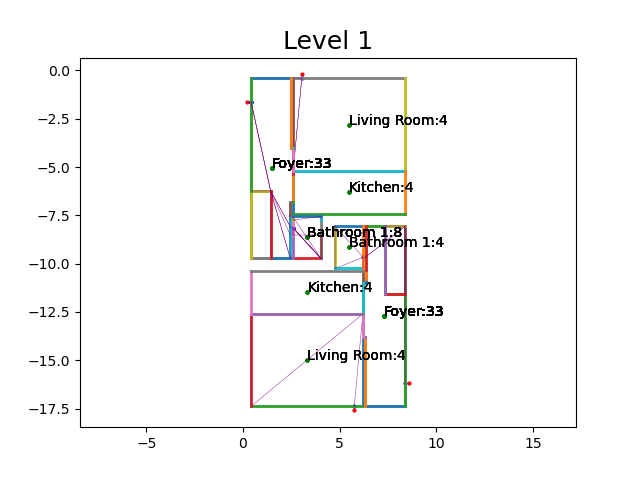 Level 1
0.0
Living Room:4
−2.5
Foyer:33
−5.0
Kitchen:4
−7.5
Bathroom 1:8
Bathroom 1:4
−10.0
Kitchen:4
−12.5
Foyer:33
Living Room:4
−15.0
−17.5
−5 0 5 10 15